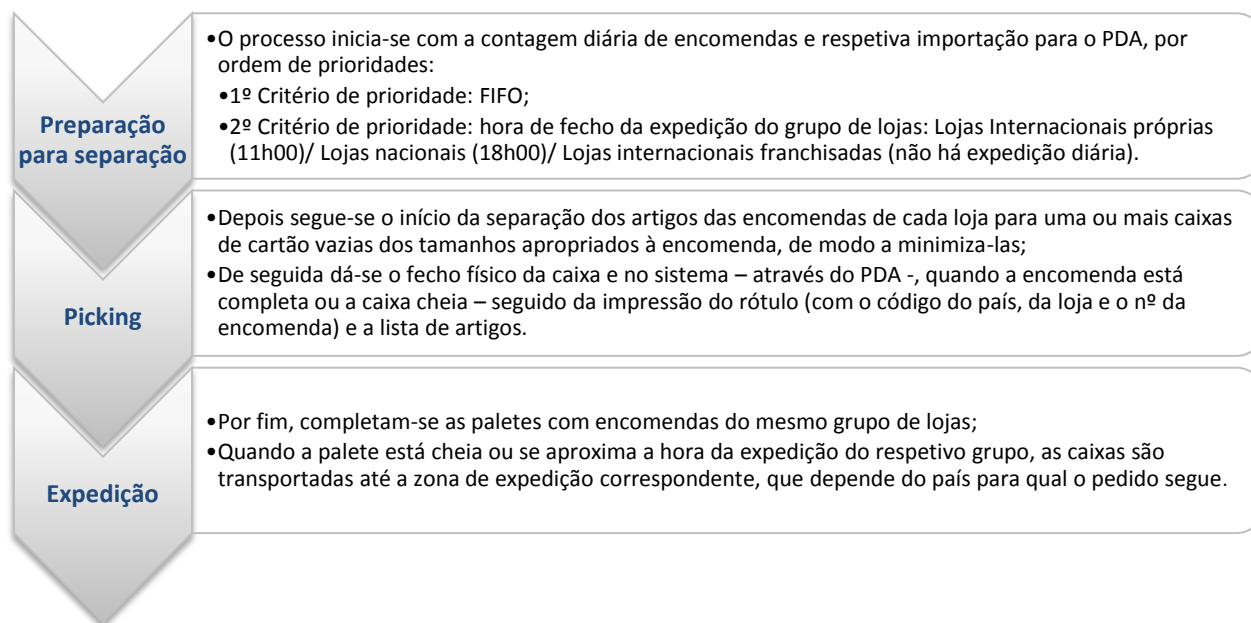 Preparação
para separação
•O processo inicia-se com a contagem diária de encomendas e respetiva importação para o PDA, por
ordem de prioridades:
•1º Critério de prioridade: FIFO;
•2º Critério de prioridade: hora de fecho da expedição do grupo de lojas: Lojas Internacionais próprias
(11h00)/ Lojas nacionais (18h00)/ Lojas internacionais franchisadas (não há expedição diária).
Picking
•Depois segue-se o início da separação dos artigos das encomendas de cada loja para uma ou mais caixas
de cartão vazias dos tamanhos apropriados à encomenda, de modo a minimiza-las;
•De seguida dá-se o fecho físico da caixa e no sistema – através do PDA -, quando a encomenda está
completa ou a caixa cheia – seguido da impressão do rótulo (com o código do país, da loja e o nº da
encomenda) e a lista de artigos.
Expedição
•Por fim, completam-se as paletes com encomendas do mesmo grupo de lojas;
•Quando a palete está cheia ou se aproxima a hora da expedição do respetivo grupo, as caixas são
transportadas até a zona de expedição correspondente, que depende do país para qual o pedido segue.